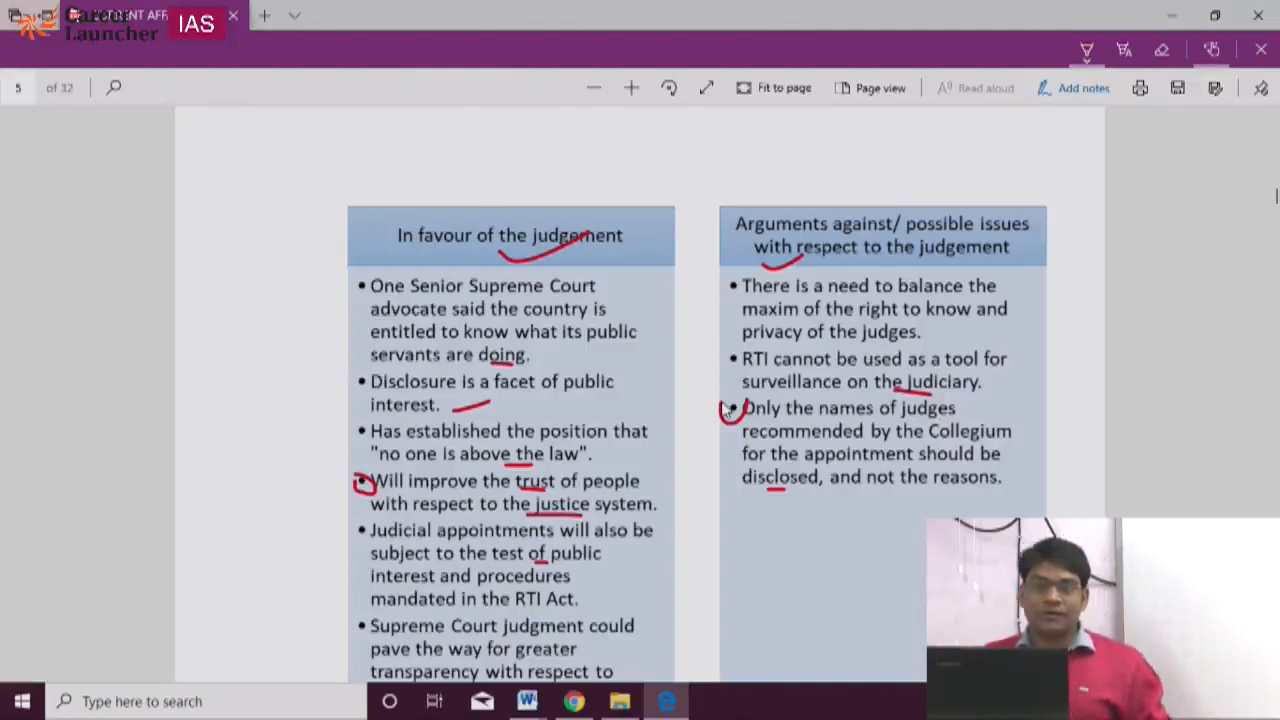 Career
Launcher
IAS
5
of 32
Fit to page
Page view
Read aloud
Add notes
In favour of the judgement
• One Senior Supreme Court
advocate said the country is
entitled to know what its public
servants are doing.
• Disclosure is a facet of public
interest.
• Has established the position that
"no one is above the law".
• Will improve the trust of people
with respect to the justice system.
• Judicial appointments will also be
subject to the test of public
interest and procedures
mandated in the RTI Act.
• Supreme Court judgment could
pave the way for greater
transparency with respect to
Arguments against/ possible issues
with respect to the judgement
• There is a need to balance the
maxim of the right to know and
privacy of the judges.
• RTI cannot be used as a tool for
surveillance on the judiciary.
• Only the names of judges
recommended by the Collegium
for the appointment should be
disclosed, and not the reasons.
Type here to search